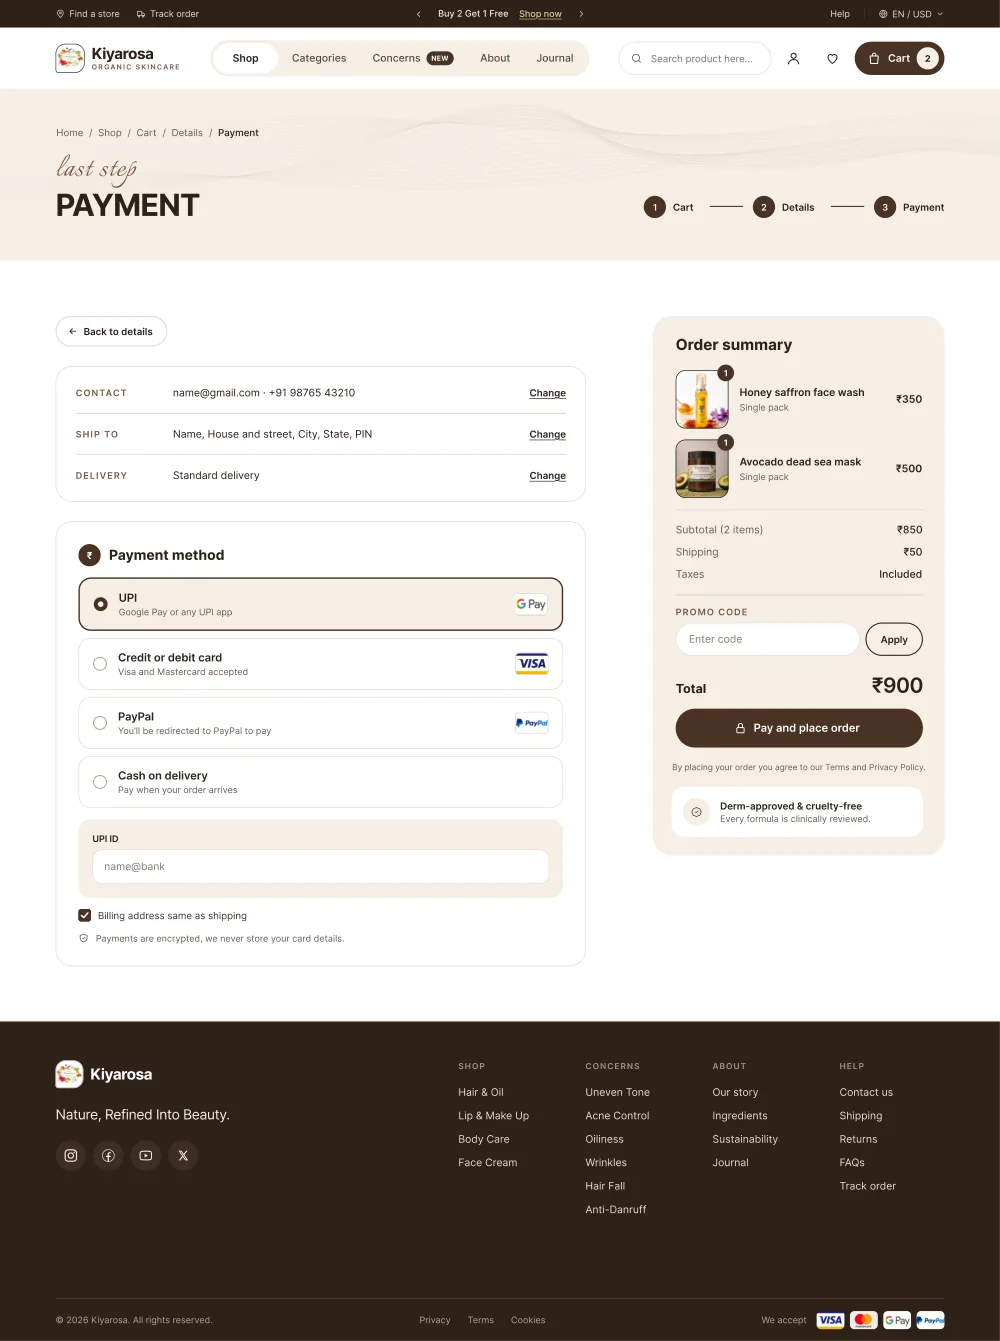 Find a store
Track order
Buy 2 Get 1 Free Shop now
Help
EN / USD
Kiyarosa
ORGANIC SKINCARE
Shop
Categories
Concerns NEW
About
Journal
Search product here...
Cart 2
Home / Shop / Cart / Details / Payment
last step
PAYMENT
1 Cart
2 Details
3 Payment
Back to details
CONTACT name@gmail.com · +91 98765 43210 Change
SHIP TO Name, House and street, City, State, PIN Change
DELIVERY Standard delivery Change
₹ Payment method
UPI
Google Pay or any UPI app
G Pay
Credit or debit card
Visa and Mastercard accepted
VISA
PayPal
You'll be redirected to PayPal to pay
PayPal
Cash on delivery
Pay when your order arrives
UPI ID
name@bank
Billing address same as shipping
Payments are encrypted, we never store your card details.
Order summary
1
Honey saffron face wash
Single pack
₹350
1
Avocado dead sea mask
Single pack
₹500
Subtotal (2 items) ₹850
Shipping ₹50
Taxes Included
PROMO CODE
Enter code
Apply
Total ₹900
Pay and place order
By placing your order you agree to our Terms and Privacy Policy.
Derm-approved & cruelty-free
Every formula is clinically reviewed.
Kiyarosa
Nature, Refined Into Beauty.
SHOP
Hair & Oil
Lip & Make Up
Body Care
Face Cream
CONCERNS
Uneven Tone
Acne Control
Oiliness
Wrinkles
Hair Fall
Anti-Danruff
ABOUT
Our story
Ingredients
Sustainability
Journal
HELP
Contact us
Shipping
Returns
FAQs
Track order
© 2026 Kiyarosa. All rights reserved.
Privacy
Terms
Cookies
We accept
VISA
G Pay
PayPal